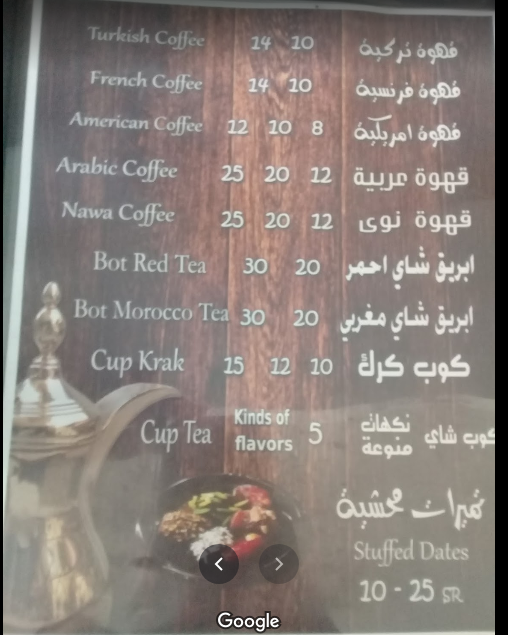 Turkish Coffee 14 10 قهوة تركية
French Coffee 14 10 قهوة فرنسية
American Coffee 12 10 8 قهوة امريكية
Arabic Coffee 25 20 12 قهوة عربية
Nawa Coffee 25 20 12 قهوة نوى
Bot Red Tea 30 20 ابريق شاي احمر
Bot Morocco Tea 30 20 ابريق شاي مغربي
Cup Krak 15 12 10 كوب كرك
Cup Tea Kinds of flavors 5 كوب شاي نكهات منوعة
تميرات محشية
Stuffed Dates
10 - 25 SR
Google